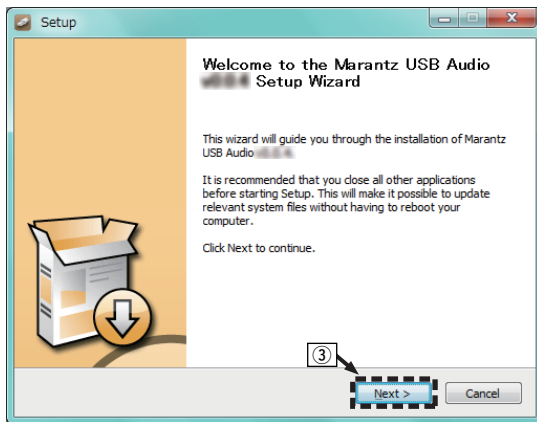 Setup
Welcome to the Marantz USB Audio
Setup Wizard
This wizard will guide you through the installation of Marantz
USB Audio
It is recommended that you close all other applications
before starting Setup. This will make it possible to update
relevant system files without having to reboot your
computer.
Click Next to continue.
③
Next >
Cancel